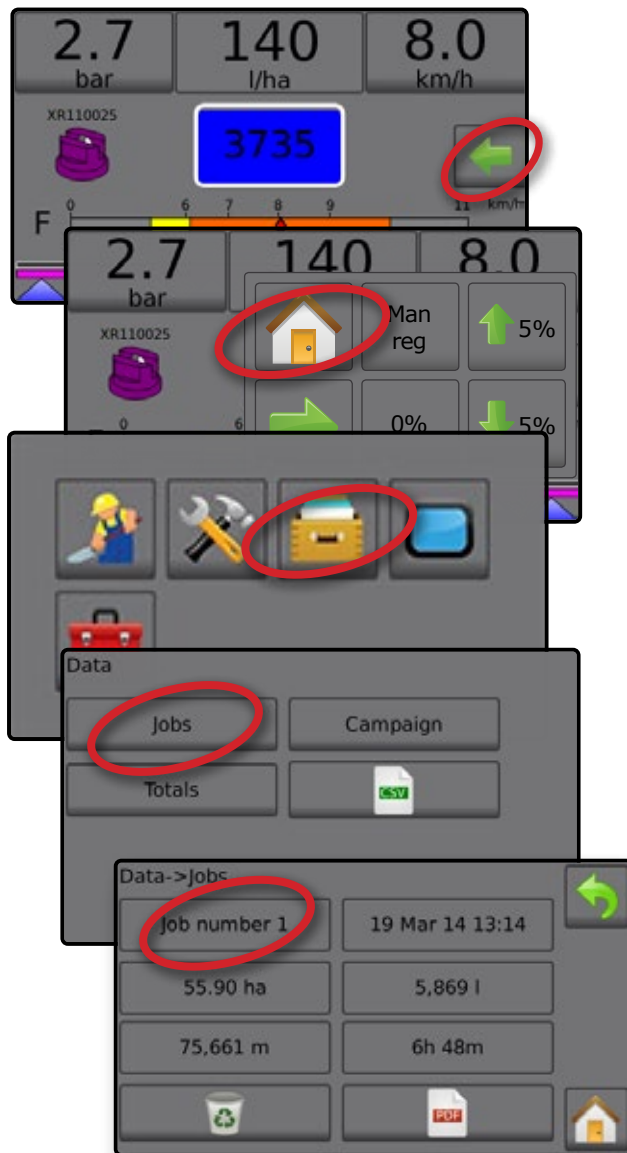 2.7 140 8.0
bar l/ha km/h
XR110025
3735
0 6 7 8 9 11 km/h
F
2.7 140 8.0
bar
XR110025
Man
reg
5%
0 6
0% 5%
Data
Jobs Campaign
Totals CSV
Data->Jobs
Job number 1 19 Mar 14 13:14
55.90 ha 5,869 l
75,661 m 6h 48m
PDF